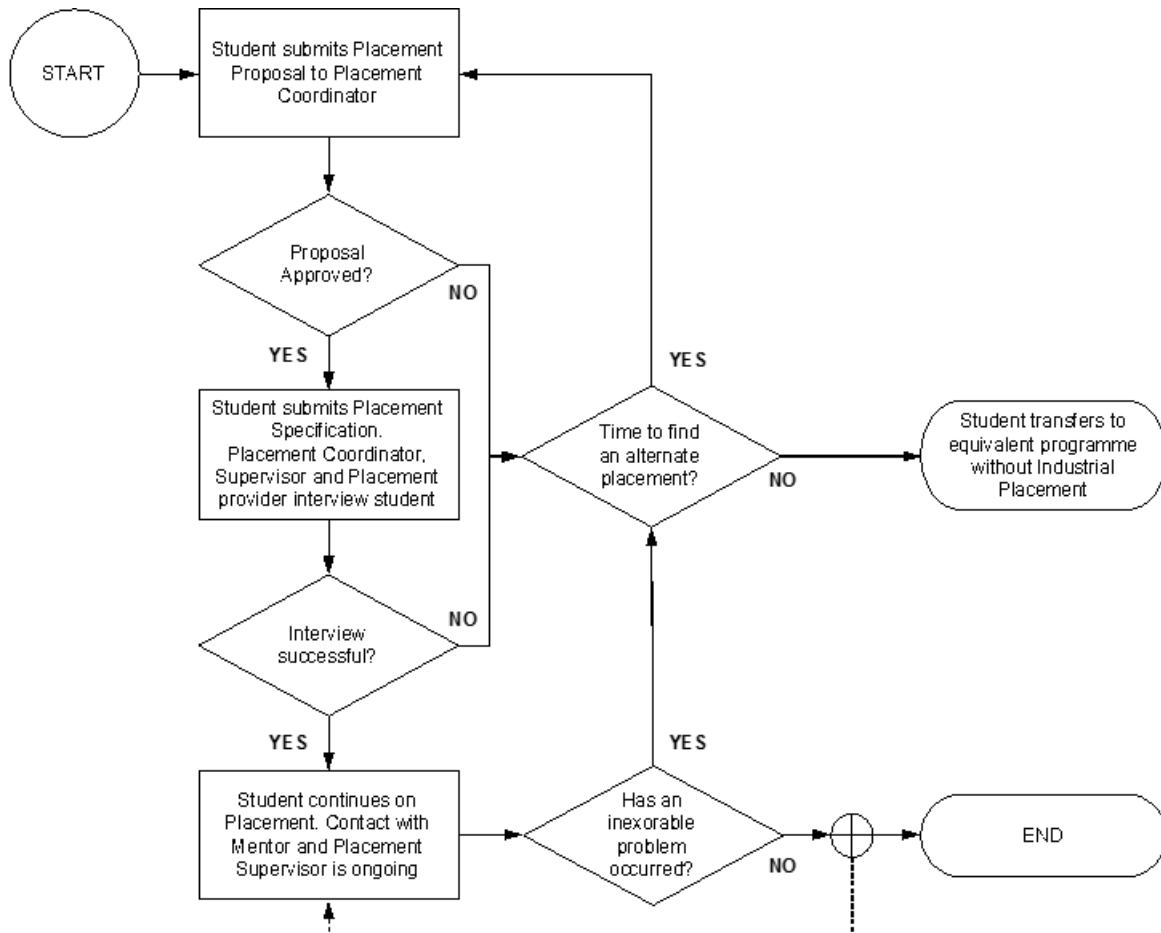 START
Student submits Placement
Proposal to Placement
Coordinator
Proposal
Approved?
NO
YES
Student submits Placement
Specification.
Placement Coordinator,
Supervisor and Placement
provider interview student
YES
Time to find
an alternate
placement?
NO
Student transfers to
equivalent programme
without Industrial
Placement
Interview
successful?
NO
YES
Student continues on
Placement. Contact with
Mentor and Placement
Supervisor is ongoing
YES
Has an
inexorable
problem
occurred?
NO
END